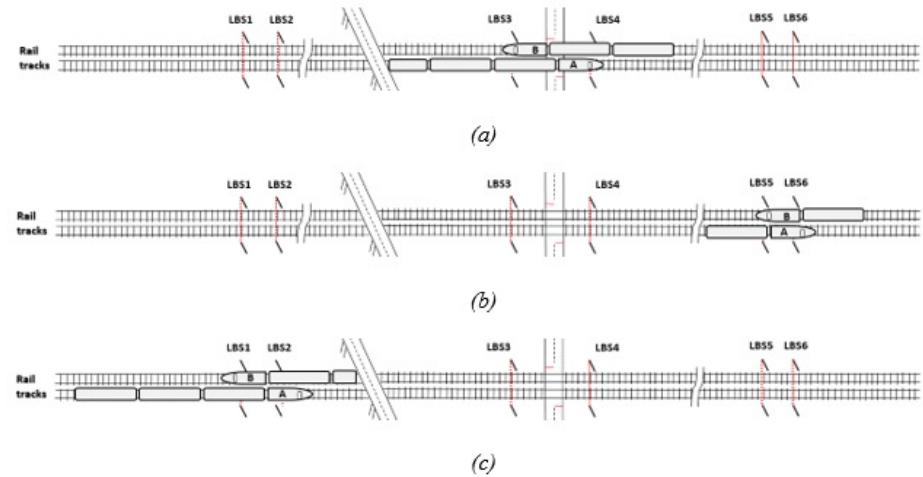 LBS1 LBS2 LBS3 LBS4 LBS5 LBS6
Rail B
tracks A
(a)
LBS1 LBS2 LBS3 LBS4 LBS5 LBS6
Rail B
tracks A
(b)
LBS1 LBS2 LBS3 LBS4 LBS5 LBS6
Rail B
tracks A
(c)